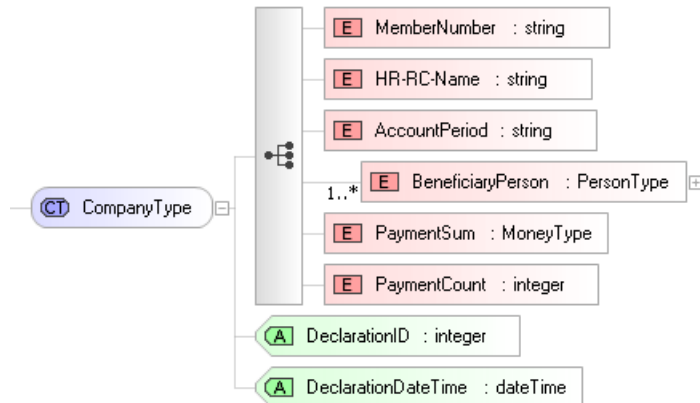 E MemberNumber : string
E HR-RC-Name : string
E AccountPeriod : string
1..* E BeneficiaryPerson : PersonType
CT CompanyType
E PaymentSum : MoneyType
E PaymentCount : integer
A DeclarationID : integer
A DeclarationDateTime : dateTime